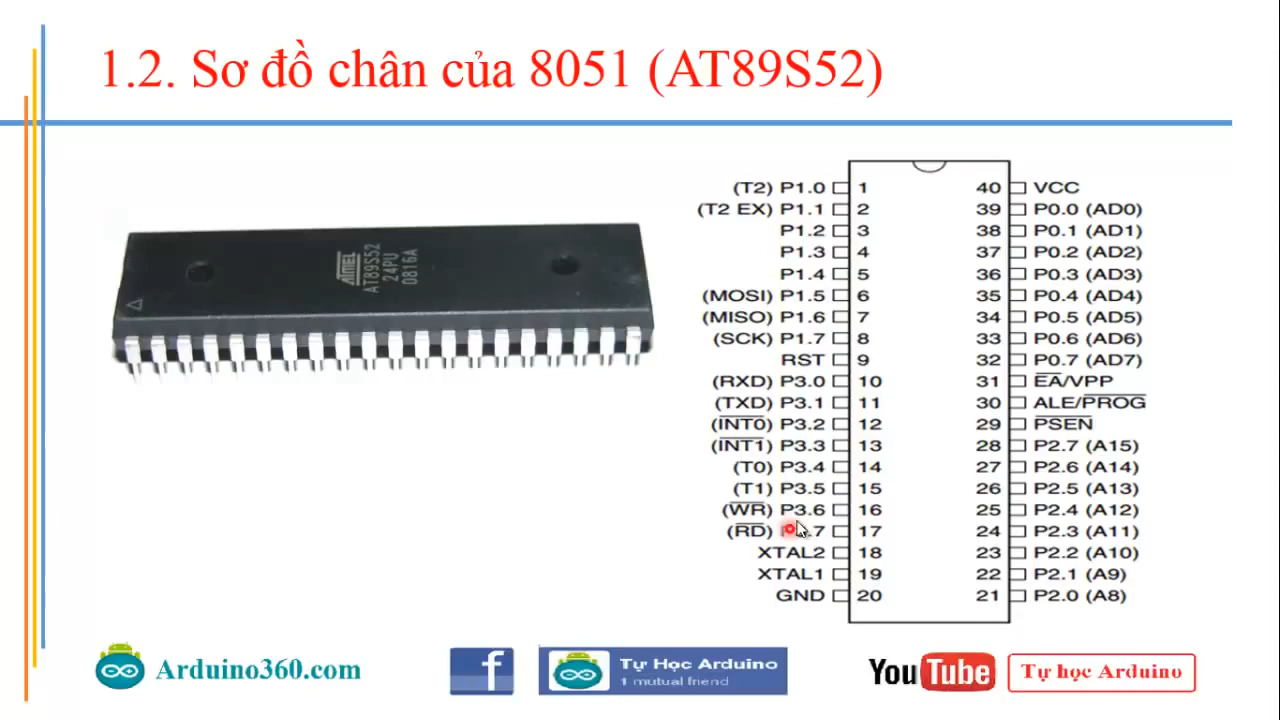 1.2. Sơ đồ chân của 8051 (AT89S52)
ATMEL
AT89S52
24PU
0816A
(T2) P1.0 1 40 VCC
(T2 EX) P1.1 2 39 P0.0 (AD0)
P1.2 3 38 P0.1 (AD1)
P1.3 4 37 P0.2 (AD2)
P1.4 5 36 P0.3 (AD3)
(MOSI) P1.5 6 35 P0.4 (AD4)
(MISO) P1.6 7 34 P0.5 (AD5)
(SCK) P1.7 8 33 P0.6 (AD6)
RST 9 32 P0.7 (AD7)
(RXD) P3.0 10 31 EA/VPP
(TXD) P3.1 11 30 ALE/PROG
(INT0) P3.2 12 29 PSEN
(INT1) P3.3 13 28 P2.7 (A15)
(T0) P3.4 14 27 P2.6 (A14)
(T1) P3.5 15 26 P2.5 (A13)
(WR) P3.6 16 25 P2.4 (A12)
(RD) 17 24 P2.3 (A11)
XTAL2 18 23 P2.2 (A10)
XTAL1 19 22 P2.1 (A9)
GND 20 21 P2.0 (A8)
Arduino360.com
f
Tự Học Arduino
1 mutual friend
YouTube
Tự học Arduino